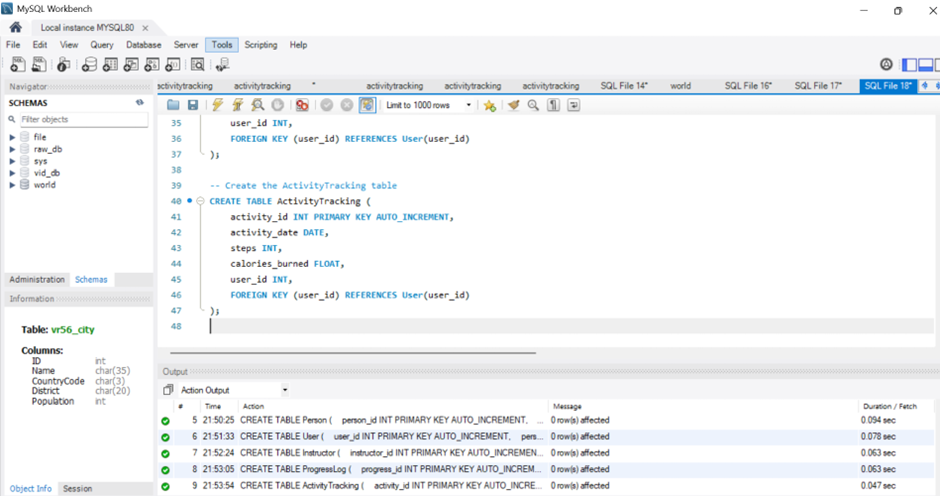 MySQL Workbench
Local instance MYSQL80
File Edit View Query Database Server Tools Scripting Help
Navigator
SCHEMAS
Filter objects
file
raw_db
sys
vid_db
world
Administration Schemas
Information
Table: vr56_city
Columns:
ID int
Name char(35)
CountryCode char(3)
District char(20)
Population int
Object Info Session
activitytracking activitytracking * activitytracking activitytracking activitytracking SQL File 14* world SQL File 16* SQL File 17* SQL File 18*
Limit to 1000 rows
35 user_id INT,
36 FOREIGN KEY (user_id) REFERENCES User(user_id)
37 );
38
39 -- Create the ActivityTracking table
40 CREATE TABLE ActivityTracking (
41 activity_id INT PRIMARY KEY AUTO_INCREMENT,
42 activity_date DATE,
43 steps INT,
44 calories_burned FLOAT,
45 user_id INT,
46 FOREIGN KEY (user_id) REFERENCES User(user_id)
47 );
48
Output
Action Output
# Time Action Message Duration / Fetch
5 21:50:25 CREATE TABLE Person ( person_id INT PRIMARY KEY AUTO_INCREMENT, ... 0 row(s) affected 0.094 sec
6 21:51:33 CREATE TABLE User ( user_id INT PRIMARY KEY AUTO_INCREMENT, pers... 0 row(s) affected 0.078 sec
7 21:52:24 CREATE TABLE Instructor ( instructor_id INT PRIMARY KEY AUTO_INCREMEN... 0 row(s) affected 0.063 sec
8 21:53:05 CREATE TABLE ProgressLog ( progress_id INT PRIMARY KEY AUTO_INCREM... 0 row(s) affected 0.063 sec
9 21:53:54 CREATE TABLE ActivityTracking ( activity_id INT PRIMARY KEY AUTO_INCRE... 0 row(s) affected 0.047 sec